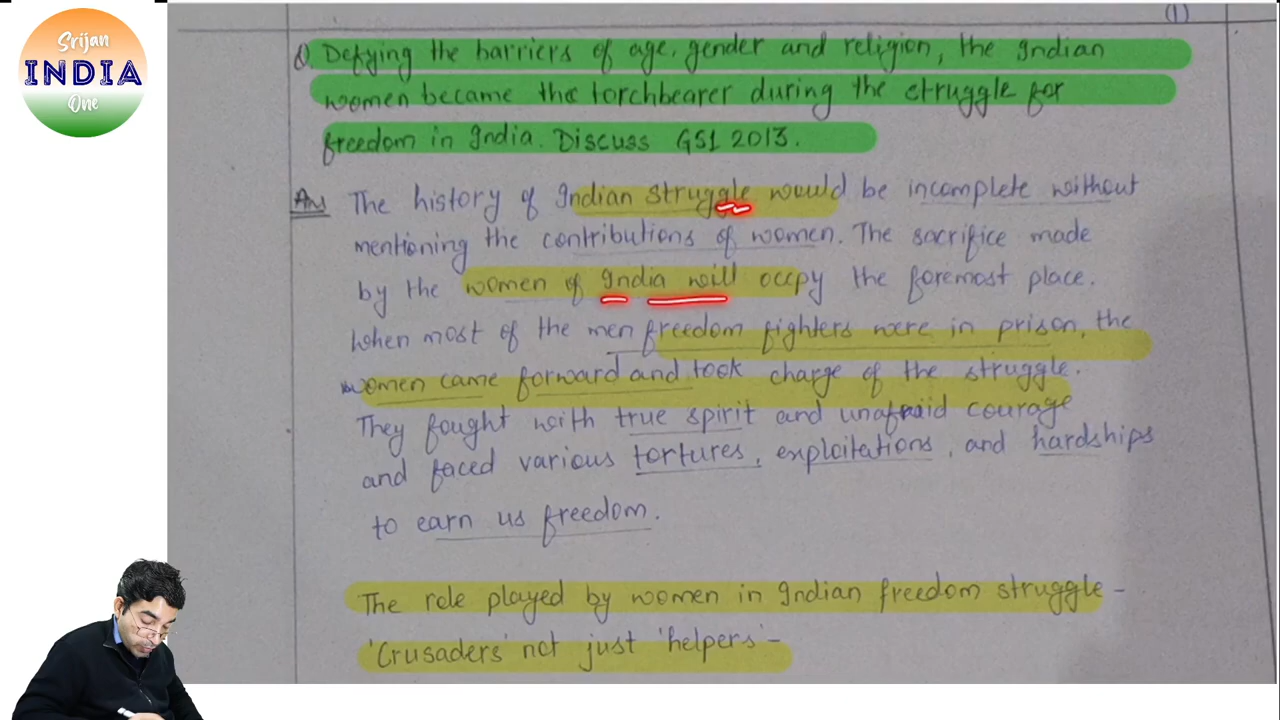 Srijan
INDIA
One
(1)
Q. Defying the barriers of age, gender and religion, the Indian
women became the torchbearer during the struggle for
freedom in India. Discuss GS1 2013.
Ans The history of Indian struggle would be incomplete without
mentioning the contributions of women. The sacrifice made
by the women of India will occpy the foremost place.
When most of the men freedom fighters were in prison, the
women came forward and took charge of the struggle.
They fought with true spirit and unafraid courage
and faced various tortures, exploitations, and hardships
to earn us freedom.
The role played by women in Indian freedom struggle -
'Crusaders' not just 'helpers' -